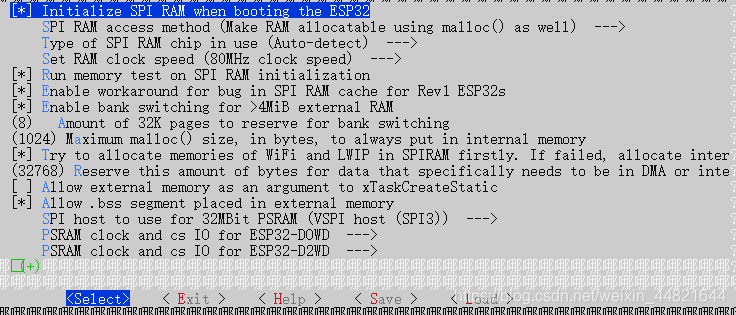 [*] Initialize SPI RAM when booting the ESP32
SPI RAM access method (Make RAM allocatable using malloc() as well)  --->
Type of SPI RAM chip in use (Auto-detect)  --->
Set RAM clock speed (80MHz clock speed)  --->
[*] Run memory test on SPI RAM initialization
[*] Enable workaround for bug in SPI RAM cache for Rev1 ESP32s
[*] Enable bank switching for >4MiB external RAM
(8)   Amount of 32K pages to reserve for bank switching
(1024) Maximum malloc() size, in bytes, to always put in internal memory
[*] Try to allocate memories of WiFi and LWIP in SPIRAM firstly. If failed, allocate inter
(32768) Reserve this amount of bytes for data that specifically needs to be in DMA or inte
[ ] Allow external memory as an argument to xTaskCreateStatic
[*] Allow .bss segment placed in external memory
SPI host to use for 32MBit PSRAM (VSPI host (SPI3))  --->
PSRAM clock and cs IO for ESP32-D0WD  --->
PSRAM clock and cs IO for ESP32-D2WD  --->
(+)
<Select>    < Exit >    < Help >    < Save >    < Load >
https://blog.csdn.net/weixin_44821644